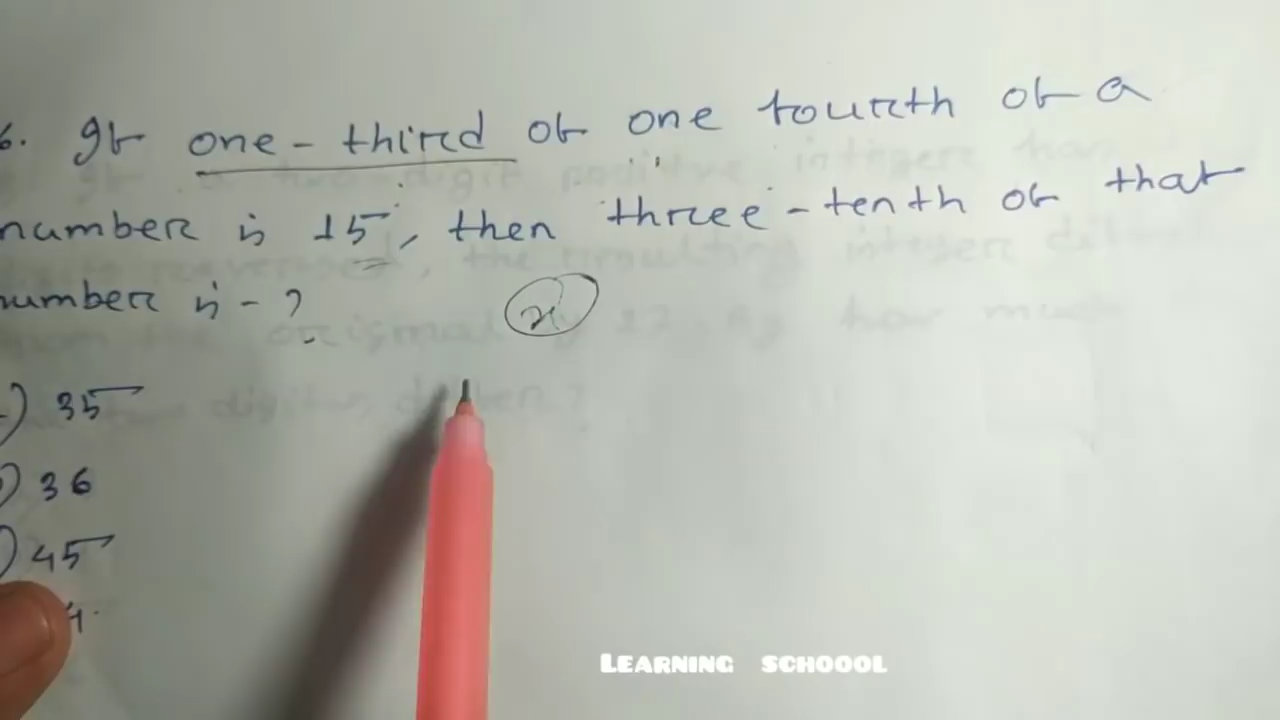 6. If one-third of one fourth of a
number is 15, then three-tenth of that
number is - ?
x
) 35
) 36
) 45
4.
LEARNING SCHOOOL